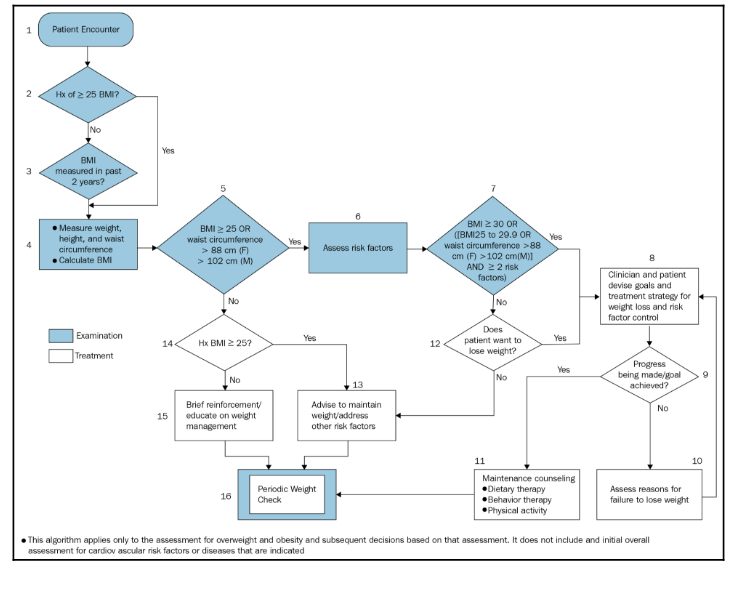 1
Patient Encounter
2
Hx of ≥ 25 BMI?
No
Yes
3
BMI
measured in past
2 years?
4
● Measure weight,
height, and waist
circumference
● Calculate BMI
5
BMI ≥ 25 OR
waist circumference
> 88 cm (F)
> 102 cm (M)
Yes
No
6
Assess risk factors
7
BMI ≥ 30 OR
([BMI25 to 29.9 OR
waist circumference >88
cm (F) >102 cm(M)]
AND ≥ 2 risk
factors)
Yes
No
8
Clinician and patient
devise goals and
treatment strategy for
weight loss and risk
factor control
Examination
Treatment
14
Hx BMI ≥ 25?
Yes
No
12
Does
patient want to
lose weight?
Yes
No
Progress
being made/goal
achieved?
9
Yes
No
15
Brief reinforcement/
educate on weight
management
13
Advise to maintain
weight/address
other risk factors
16
Periodic Weight
Check
11
Maintenance counseling
● Dietary therapy
● Behavior therapy
● Physical activity
10
Assess reasons for
failure to lose weight
● This algorithm applies only to the assessment for overweight and obesity and subsequent decisions based on that assessment. It does not include and initial overall
assessment for cardiov ascular risk factors or diseases that are indicated